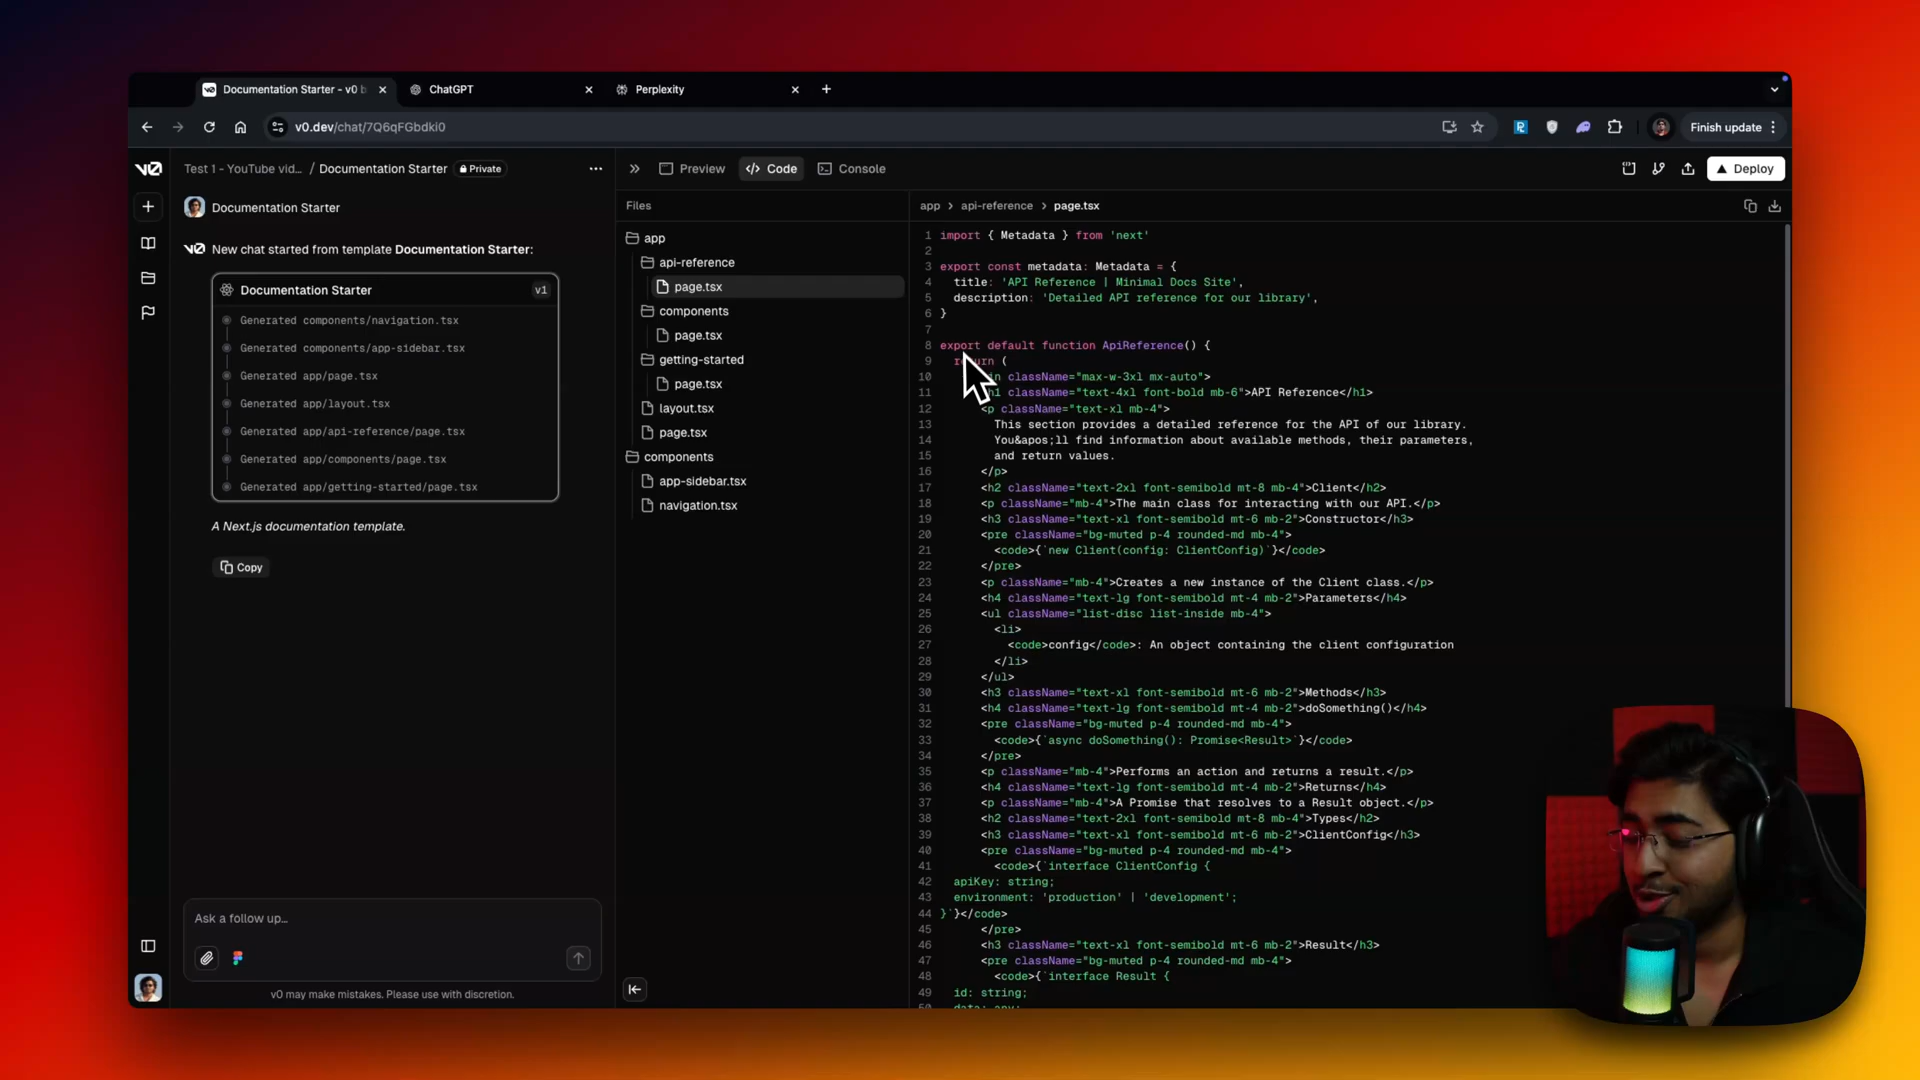 Documentation Starter - v0 b
ChatGPT
Perplexity
v0.dev/chat/7Q6qFGbdki0
Finish update
Test 1 - YouTube vid... / Documentation Starter
Private
Preview
Code
Console
Deploy
Documentation Starter
New chat started from template Documentation Starter:
Documentation Starter
v1
Generated components/navigation.tsx
Generated components/app-sidebar.tsx
Generated app/page.tsx
Generated app/layout.tsx
Generated app/api-reference/page.tsx
Generated app/components/page.tsx
Generated app/getting-started/page.tsx
A Next.js documentation template.
Copy
Ask a follow up…
v0 may make mistakes. Please use with discretion.
Files
app
api-reference
page.tsx
components
page.tsx
getting-started
page.tsx
layout.tsx
page.tsx
components
app-sidebar.tsx
navigation.tsx
app > api-reference > page.tsx
1 import { Metadata } from 'next'
2
3 export const metadata: Metadata = {
4 title: 'API Reference | Minimal Docs Site',
5 description: 'Detailed API reference for our library',
6 }
7
8 export default function ApiReference() {
9 return (
10 className="max-w-3xl mx-auto">
11 className="text-4xl font-bold mb-6">API Reference</h1>
12 <p className="text-xl mb-4">
13 This section provides a detailed reference for the API of our library.
14 You&apos;ll find information about available methods, their parameters,
15 and return values.
16 </p>
17 <h2 className="text-2xl font-semibold mt-8 mb-4">Client</h2>
18 <p className="mb-4">The main class for interacting with our API.</p>
19 <h3 className="text-xl font-semibold mt-6 mb-2">Constructor</h3>
20 <pre className="bg-muted p-4 rounded-md mb-4">
21 <code>{`new Client(config: ClientConfig)`}</code>
22 </pre>
23 <p className="mb-4">Creates a new instance of the Client class.</p>
24 <h4 className="text-lg font-semibold mt-4 mb-2">Parameters</h4>
25 <ul className="list-disc list-inside mb-4">
26 <li>
27 <code>config</code>: An object containing the client configuration
28 </li>
29 </ul>
30 <h3 className="text-xl font-semibold mt-6 mb-2">Methods</h3>
31 <h4 className="text-lg font-semibold mt-4 mb-2">doSomething()</h4>
32 <pre className="bg-muted p-4 rounded-md mb-4">
33 <code>{`async doSomething(): Promise<Result>`}</code>
34 </pre>
35 <p className="mb-4">Performs an action and returns a result.</p>
36 <h4 className="text-lg font-semibold mt-4 mb-2">Returns</h4>
37 <p className="mb-4">A Promise that resolves to a Result object.</p>
38 <h2 className="text-2xl font-semibold mt-8 mb-4">Types</h2>
39 <h3 className="text-xl font-semibold mt-6 mb-2">ClientConfig</h3>
40 <pre className="bg-muted p-4 rounded-md mb-4">
41 <code>{`interface ClientConfig {
42 apiKey: string;
43 environment: 'production' | 'development';
44 }`}</code>
45 </pre>
46 <h3 className="text-xl font-semibold mt-6 mb-2">Result</h3>
47 <pre className="bg-muted p-4 rounded-md mb-4">
48 <code>{`interface Result {
49 id: string;